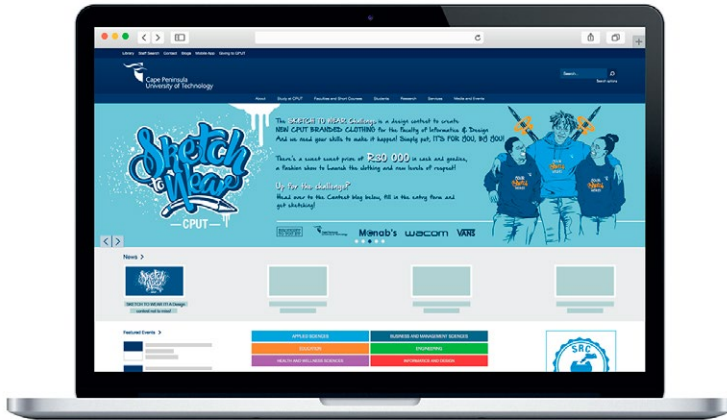 Library Staff Search Contact Blogs Mobile App Giving to CPUT
Cape Peninsula
University of Technology
Search...
Search options
About Study at CPUT Faculties and Short Courses Students Research Services Media and Events
Sketch
to
Wear
CPUT
The SKETCH TO WEAR Challenge is a design contest to create
NEW CPUT BRANDED CLOTHING for the Faculty of Informatics & Design
And we need your skills to make it happen! Simply put, IT'S FOR YOU, BY YOU!
There's a sweet sweet prize of R30 000 in cash and goodies,
a fashion show to launch the clothing and new levels of respect!
Up for the challenge?
Head over to the Contest blog below, fill in the entry form and
get sketching!
wacom VANS
News >
Sketch
to
Wear
SKETCH TO WEAR IT! A Design
contest not to miss!
Featured Events >
APPLIED SCIENCES
BUSINESS AND MANAGEMENT SCIENCES
EDUCATION
ENGINEERING
HEALTH AND WELLNESS SCIENCES
INFORMATICS AND DESIGN
SRC